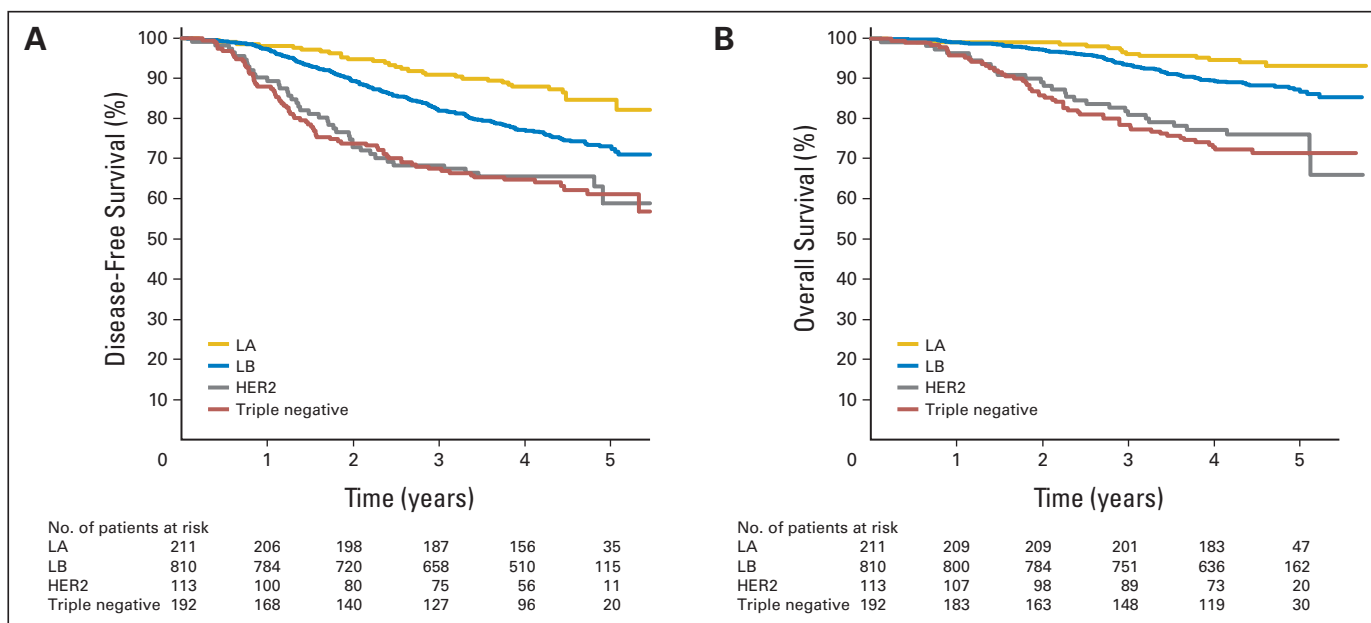 A
Disease-Free Survival (%)
100
90
80
70
60
50
40
30
20
10
0
1 2 3 4 5
Time (years)
LA
LB
HER2
Triple negative
No. of patients at risk
LA 211 206 198 187 156 35
LB 810 784 720 658 510 115
HER2 113 100 80 75 56 11
Triple negative 192 168 140 127 96 20
B
Overall Survival (%)
100
90
80
70
60
50
40
30
20
10
0
1 2 3 4 5
Time (years)
LA
LB
HER2
Triple negative
No. of patients at risk
LA 211 209 209 201 183 47
LB 810 800 784 751 636 162
HER2 113 107 98 89 73 20
Triple negative 192 183 163 148 119 30